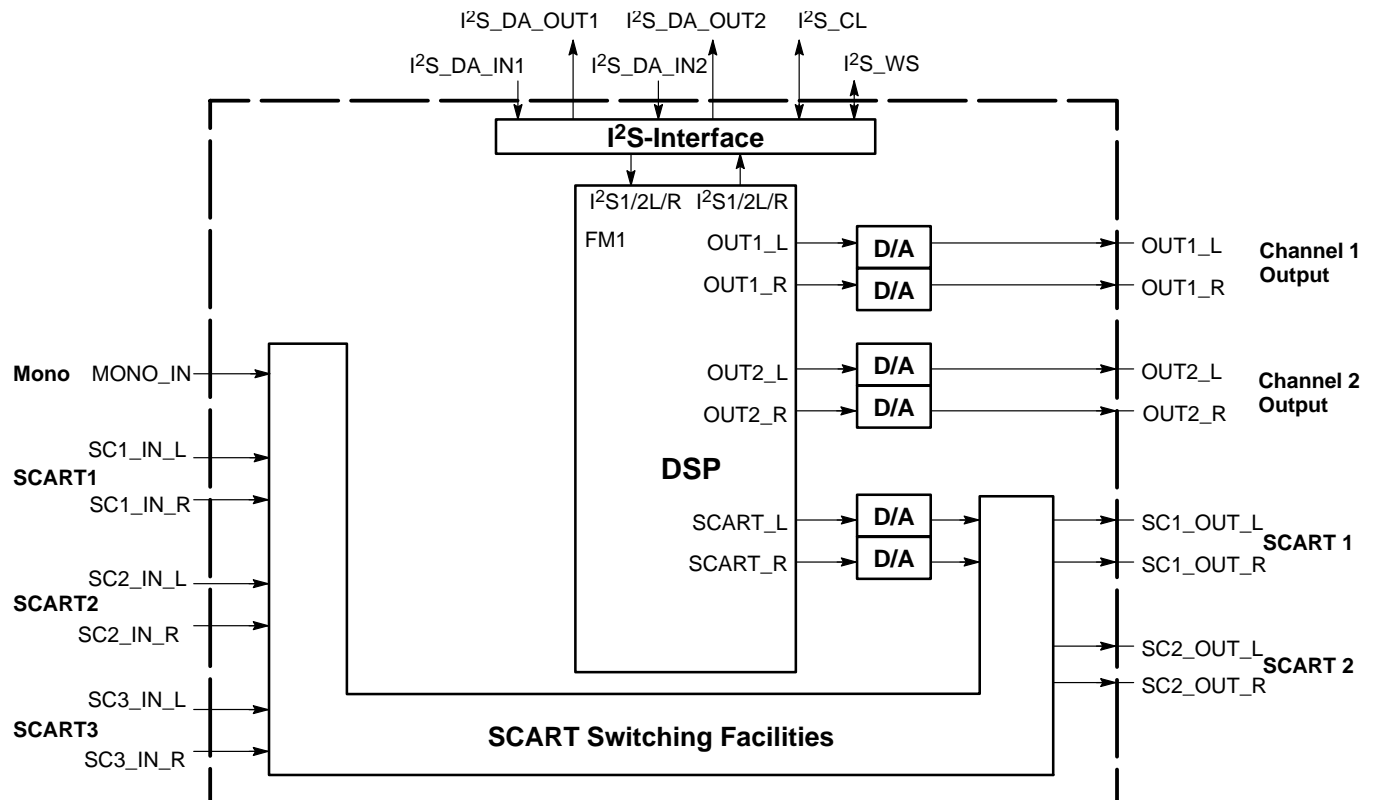 I²S_DA_OUT1 I²S_DA_OUT2 I²S_CL
I²S_DA_IN1 I²S_DA_IN2 I²S_WS
I²S-Interface
I²S1/2L/R I²S1/2L/R
FM1
OUT1_L
D/A
OUT1_L
OUT1_R
D/A
OUT1_R
Channel 1
Output
Mono MONO_IN
OUT2_L
D/A
OUT2_L
OUT2_R
D/A
OUT2_R
Channel 2
Output
SC1_IN_L
SCART1
SC1_IN_R
DSP
SCART_L
D/A
SC1_OUT_L
SCART 1
SCART_R
D/A
SC1_OUT_R
SC2_IN_L
SCART2
SC2_IN_R
SC2_OUT_L
SCART 2
SC2_OUT_R
SC3_IN_L
SCART3
SC3_IN_R
SCART Switching Facilities